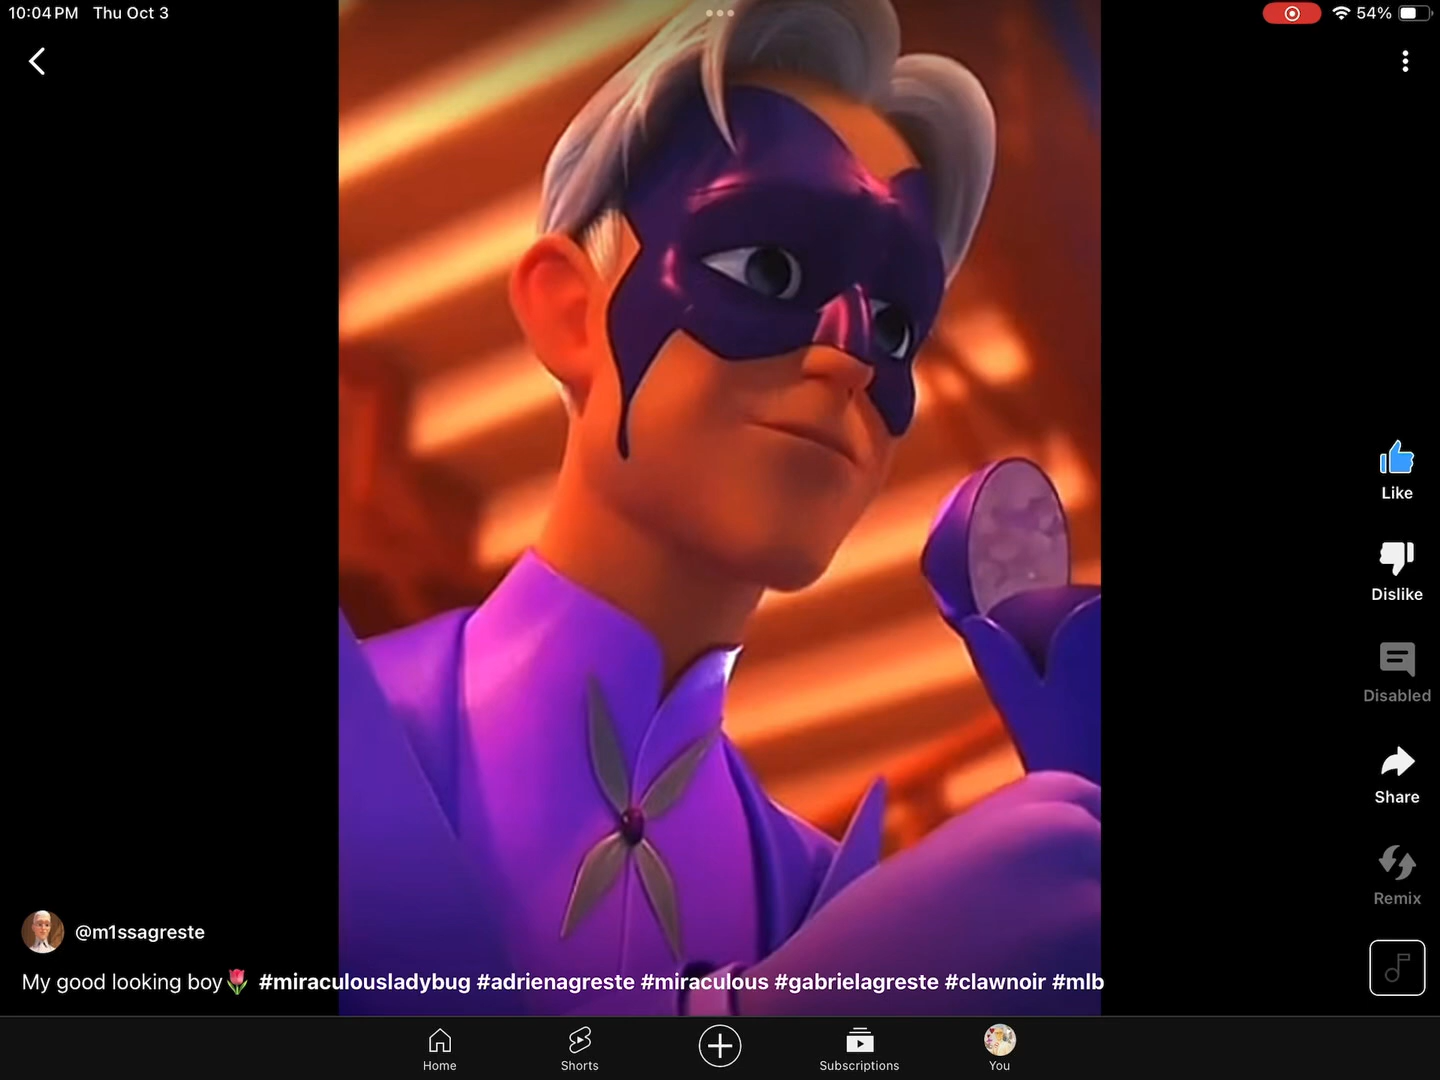 10:04 PM Thu Oct 3
54%
Like
Dislike
Disabled
Share
Remix
@m1ssagreste
My good looking boy🌷 #miraculousladybug #adrienagreste #miraculous #gabrielagreste #clawnoir #mlb
Home
Shorts
Subscriptions
You